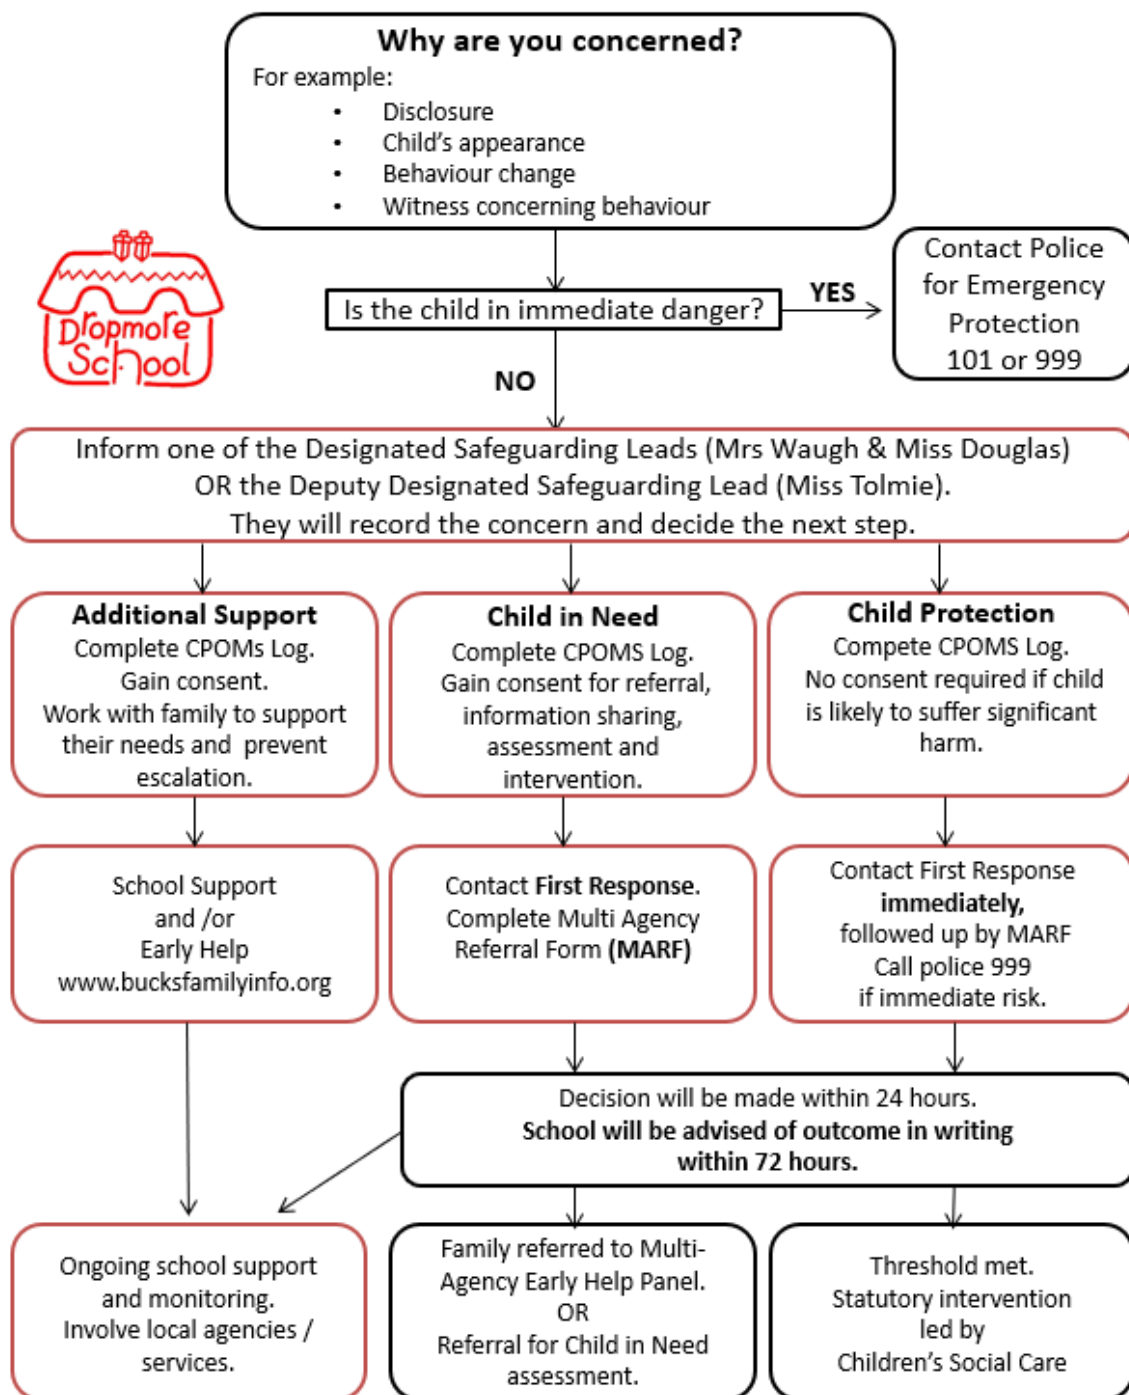 Why are you concerned?
For example:
• Disclosure
• Child's appearance
• Behaviour change
• Witness concerning behaviour
Dropmore
School
Is the child in immediate danger?
YES
Contact Police
for Emergency
Protection
101 or 999
NO
Inform one of the Designated Safeguarding Leads (Mrs Waugh & Miss Douglas)
OR the Deputy Designated Safeguarding Lead (Miss Tolmie).
They will record the concern and decide the next step.
Additional Support
Complete CPOMs Log.
Gain consent.
Work with family to support
their needs and prevent
escalation.
Child in Need
Complete CPOMS Log.
Gain consent for referral,
information sharing,
assessment and
intervention.
Child Protection
Compete CPOMS Log.
No consent required if child
is likely to suffer significant
harm.
School Support
and /or
Early Help
www.bucksfamilyinfo.org
Contact First Response.
Complete Multi Agency
Referral Form (MARF)
Contact First Response
immediately,
followed up by MARF
Call police 999
if immediate risk.
Decision will be made within 24 hours.
School will be advised of outcome in writing
within 72 hours.
Ongoing school support
and monitoring.
Involve local agencies /
services.
Family referred to Multi-
Agency Early Help Panel.
OR
Referral for Child in Need
assessment.
Threshold met.
Statutory intervention
led by
Children's Social Care